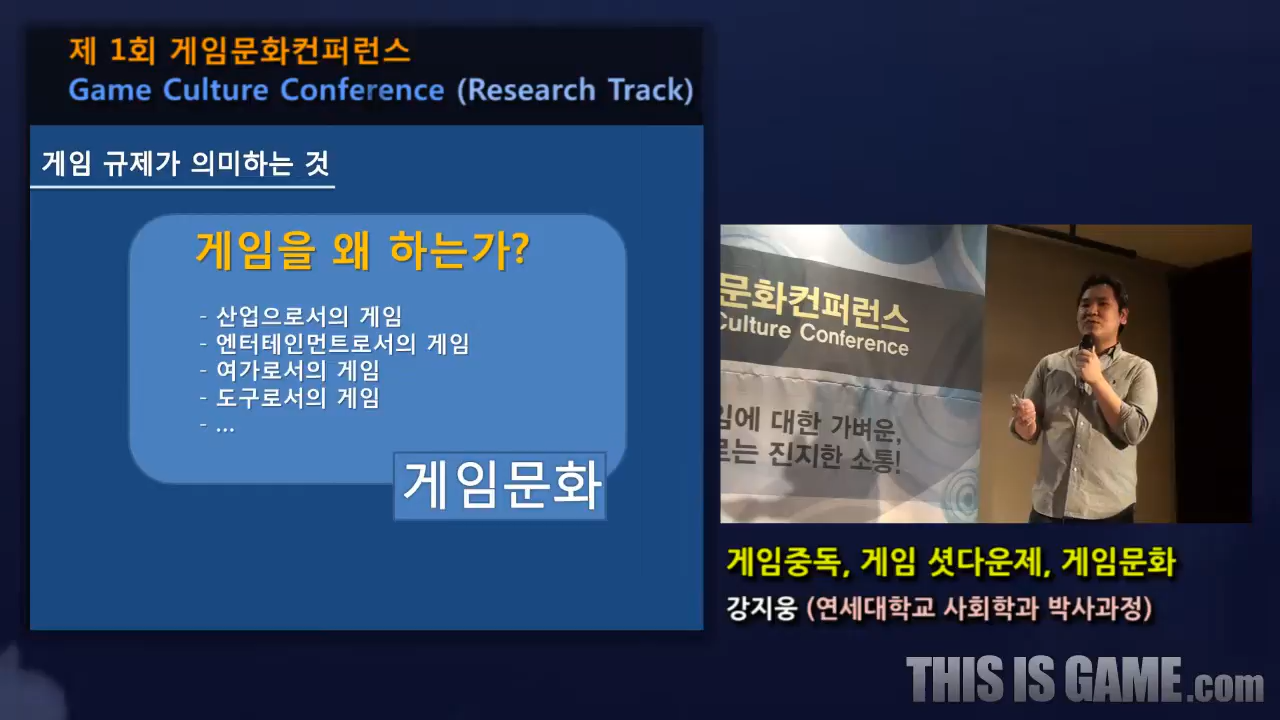 제 1회 게임문화컨퍼런스
Game Culture Conference (Research Track)
게임 규제가 의미하는 것
게임을 왜 하는가?
- 산업으로서의 게임
- 엔터테인먼트로서의 게임
- 여가로서의 게임
- 도구로서의 게임
- ...
게임문화
문화컨퍼런스
Culture Conference
임에 대한 가벼운,
는 진지한 소통!
게임중독, 게임 셧다운제, 게임문화
강지웅 (연세대학교 사회학과 박사과정)
THIS IS GAME.com